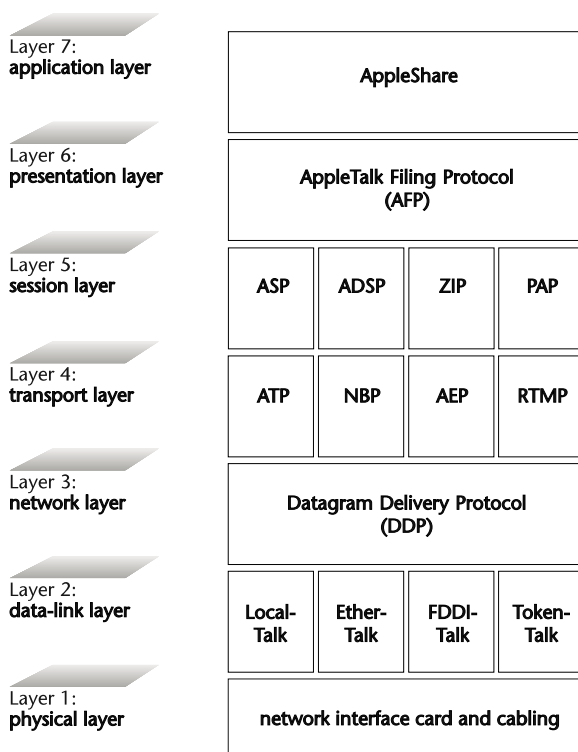 Layer 7:
application layer
AppleShare
Layer 6:
presentation layer
AppleTalk Filing Protocol
(AFP)
Layer 5:
session layer
ASP ADSP ZIP PAP
Layer 4:
transport layer
ATP NBP AEP RTMP
Layer 3:
network layer
Datagram Delivery Protocol
(DDP)
Layer 2:
data-link layer
Local- Ether- FDDI- Token-
Talk Talk Talk Talk
Layer 1:
physical layer
network interface card and cabling